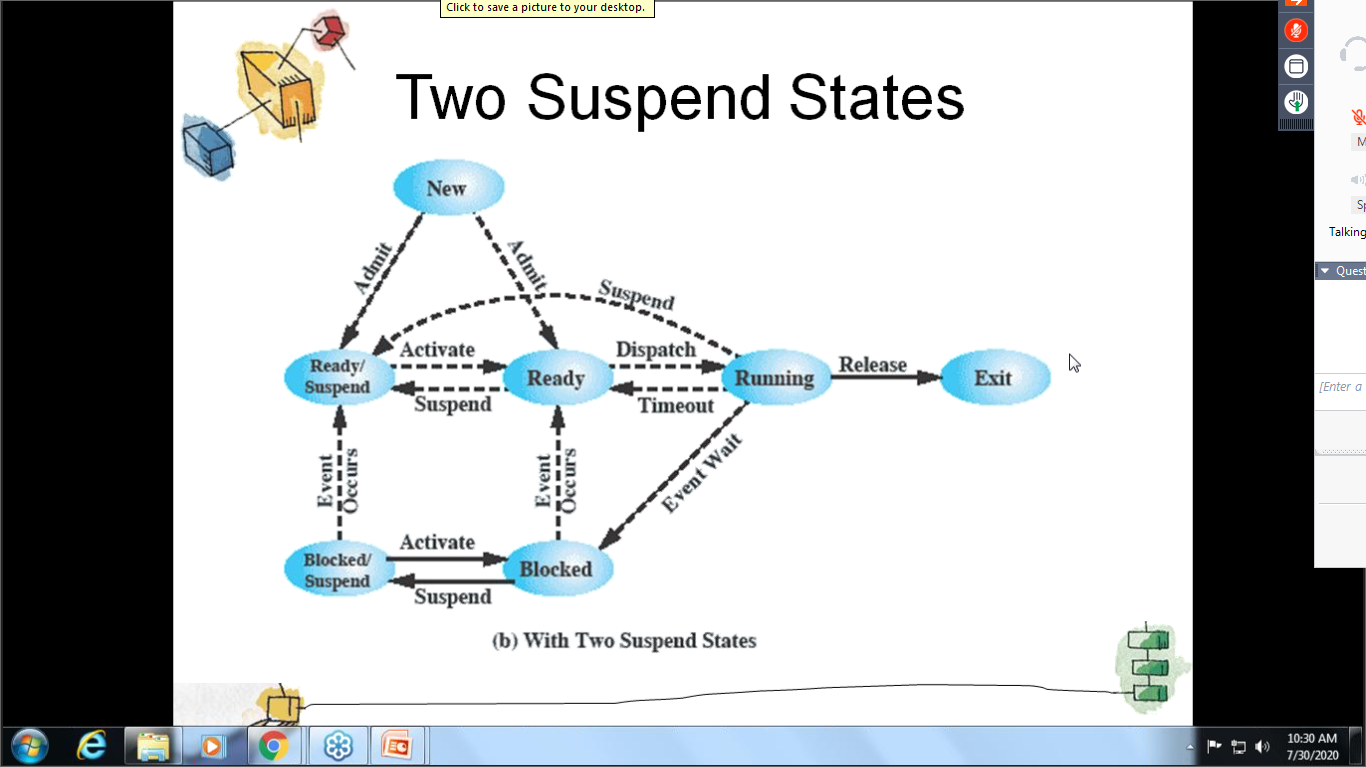 Click to save a picture to your desktop.
Two Suspend States
New
Admit
Admit
Suspend
Ready/
Suspend
Activate
Suspend
Ready
Dispatch
Timeout
Running
Release
Exit
Event
Occurs
Event
Occurs
Event Wait
Blocked/
Suspend
Activate
Suspend
Blocked
(b) With Two Suspend States
Talking
[Enter a
10:30 AM
7/30/2020